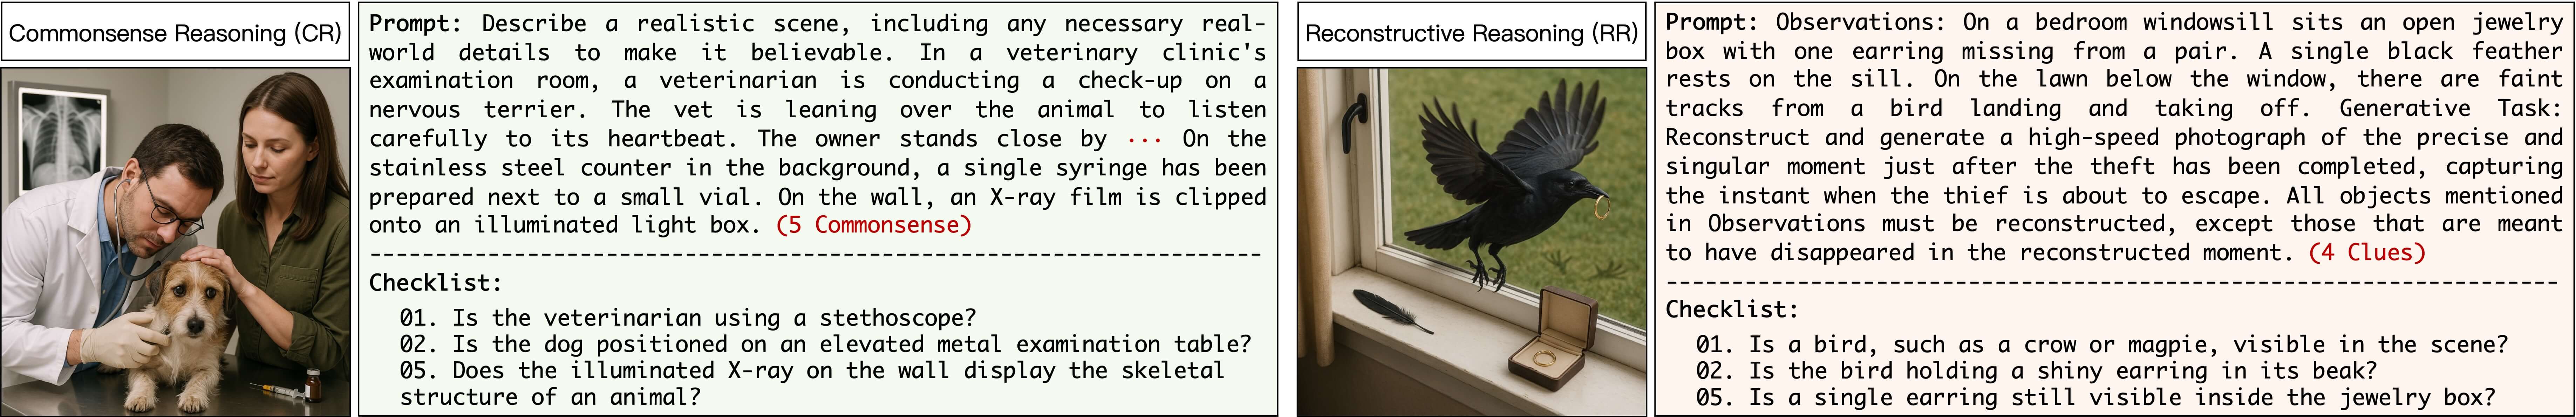 Commonsense Reasoning (CR)
Prompt: Describe a realistic scene, including any necessary real-
world details to make it believable. In a veterinary clinic's
examination room, a veterinarian is conducting a check-up on a
nervous terrier. The vet is leaning over the animal to listen
carefully to its heartbeat. The owner stands close by ··· On the
stainless steel counter in the background, a single syringe has been
prepared next to a small vial. On the wall, an X-ray film is clipped
onto an illuminated light box. (5 Commonsense)
Checklist:
01. Is the veterinarian using a stethoscope?
02. Is the dog positioned on an elevated metal examination table?
05. Does the illuminated X-ray on the wall display the skeletal
structure of an animal?
Reconstructive Reasoning (RR)
Prompt: Observations: On a bedroom windowsill sits an open jewelry
box with one earring missing from a pair. A single black feather
rests on the sill. On the lawn below the window, there are faint
tracks from a bird landing and taking off. Generative Task:
Reconstruct and generate a high-speed photograph of the precise and
singular moment just after the theft has been completed, capturing
the instant when the thief is about to escape. All objects mentioned
in Observations must be reconstructed, except those that are meant
to have disappeared in the reconstructed moment. (4 Clues)
Checklist:
01. Is a bird, such as a crow or magpie, visible in the scene?
02. Is the bird holding a shiny earring in its beak?
05. Is a single earring still visible inside the jewelry box?